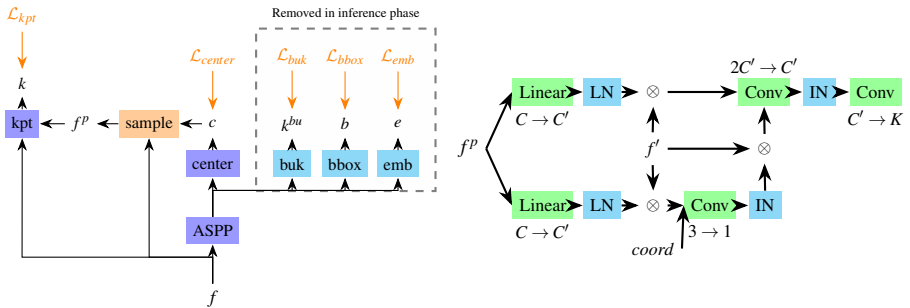 Removed in inference phase
ℒ_kpt
ℒ_center
ℒ_buk
ℒ_bbox
ℒ_emb
k
kpt
f^p
sample
c
k^bu
b
e
center
buk
bbox
emb
ASPP
f
2C′ → C′
Linear
LN
⊗
Conv
IN
Conv
C → C′
C′ → K
f^p
f′
⊗
Linear
LN
⊗
Conv
IN
C → C′
3 → 1
coord